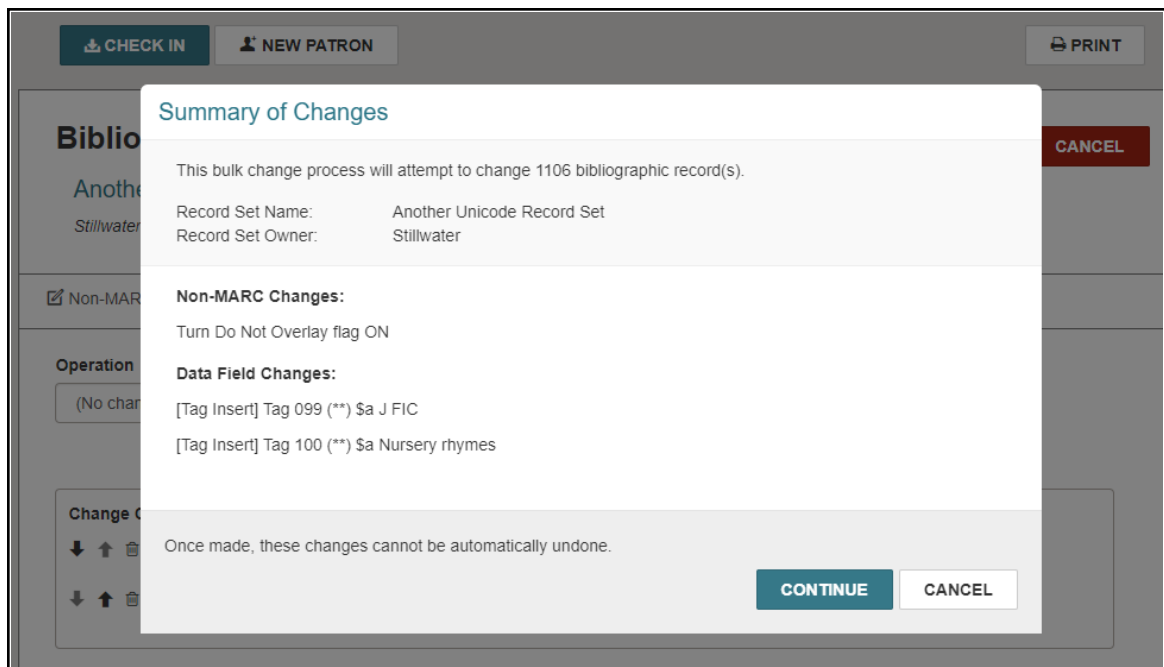 CHECK IN
NEW PATRON
PRINT
Summary of Changes
Biblio
CANCEL
This bulk change process will attempt to change 1106 bibliographic record(s).
Anothe
Record Set Name: Another Unicode Record Set
Stillwater
Record Set Owner: Stillwater
Non-MAR
Non-MARC Changes:
Turn Do Not Overlay flag ON
Operation
Data Field Changes:
(No chan
[Tag Insert] Tag 099 (**) $a J FIC
[Tag Insert] Tag 100 (**) $a Nursery rhymes
Change
Once made, these changes cannot be automatically undone.
CONTINUE
CANCEL